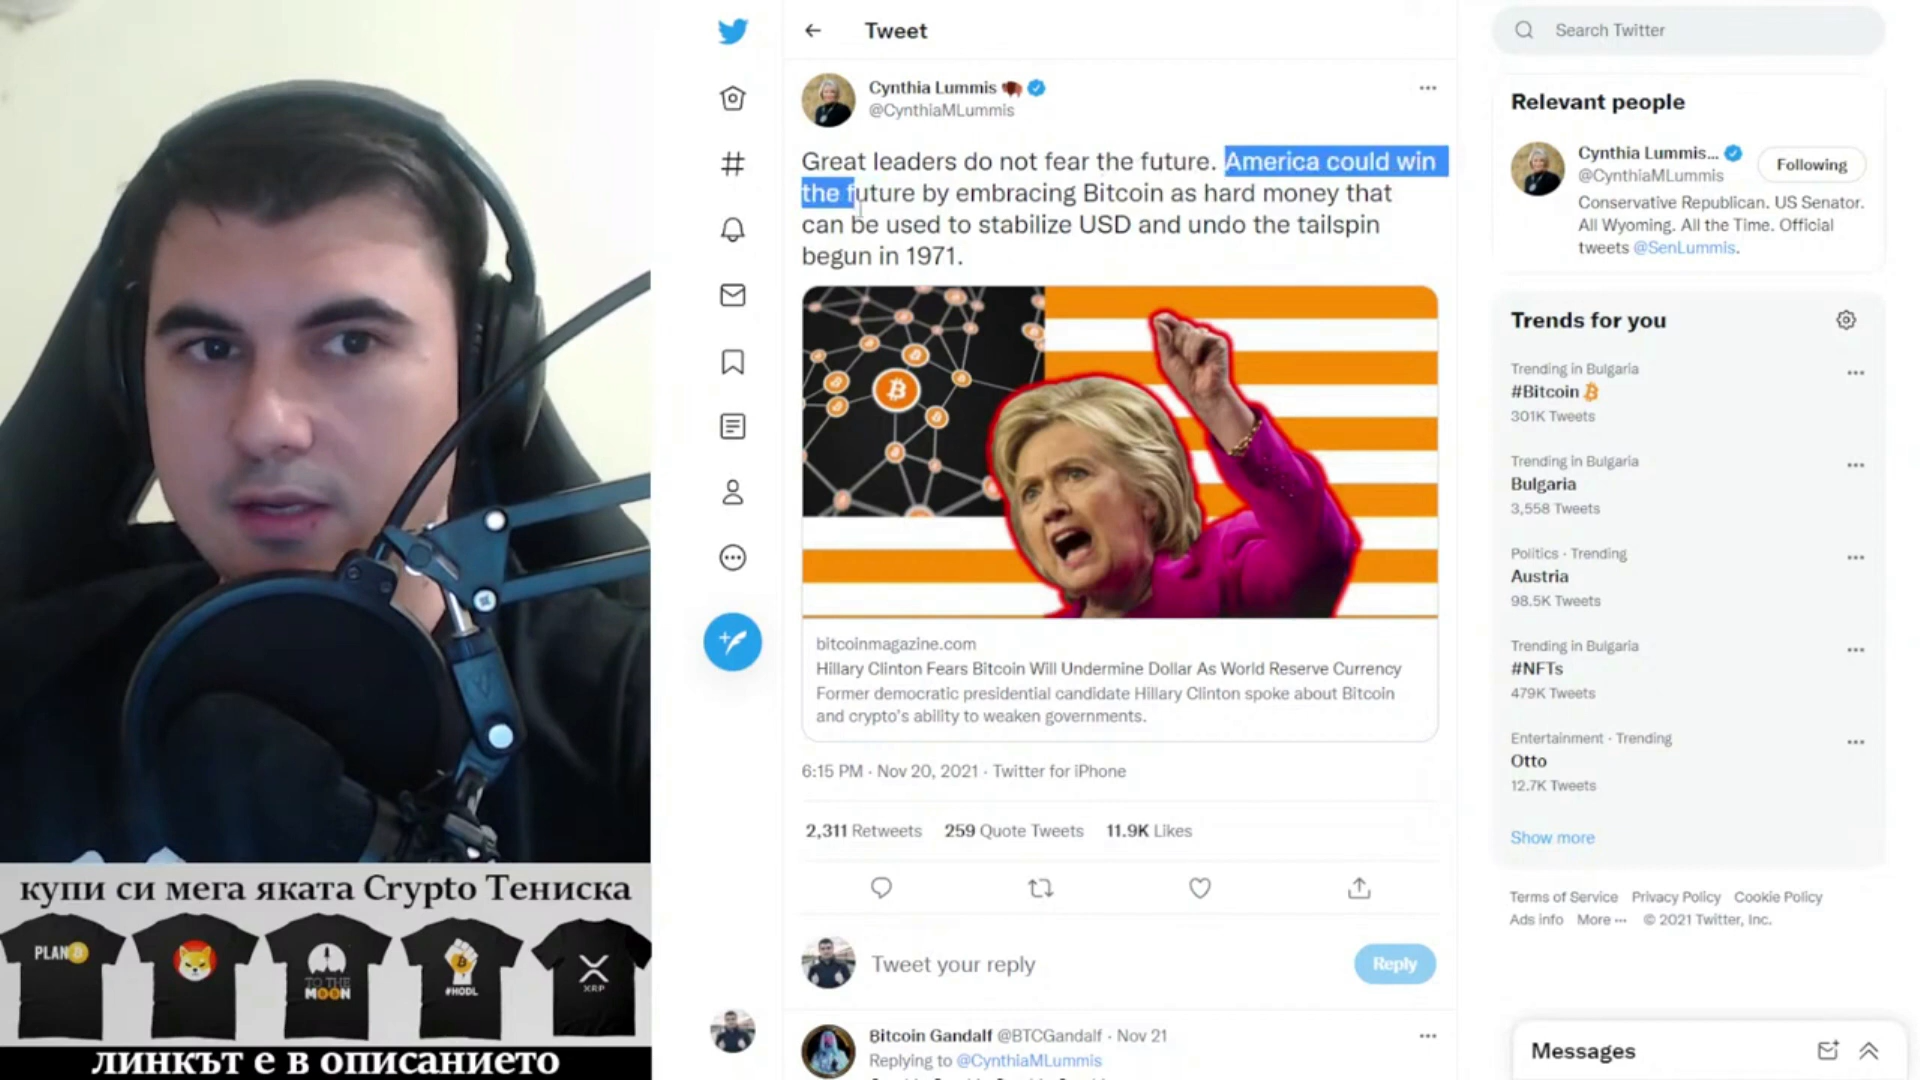 Tweet
Search Twitter
Cynthia Lummis
@CynthiaMLummis
Great leaders do not fear the future. America could win
the future by embracing Bitcoin as hard money that
can be used to stabilize USD and undo the tailspin
begun in 1971.
bitcoinmagazine.com
Hillary Clinton Fears Bitcoin Will Undermine Dollar As World Reserve Currency
Former democratic presidential candidate Hillary Clinton spoke about Bitcoin
and crypto's ability to weaken governments.
6:15 PM · Nov 20, 2021 · Twitter for iPhone
2,311 Retweets 259 Quote Tweets 11.9K Likes
Tweet your reply
Reply
Bitcoin Gandalf @BTCGandalf · Nov 21
Replying to @CynthiaMLummis
Relevant people
Cynthia Lummis...
@CynthiaMLummis
Following
Conservative Republican. US Senator.
All Wyoming. All the Time. Official
tweets @SenLummis.
Trends for you
Trending in Bulgaria
#Bitcoin
301K Tweets
Trending in Bulgaria
Bulgaria
3,558 Tweets
Politics · Trending
Austria
98.5K Tweets
Trending in Bulgaria
#NFTs
479K Tweets
Entertainment · Trending
Otto
12.7K Tweets
Show more
Terms of Service Privacy Policy Cookie Policy
Ads info More ··· © 2021 Twitter, Inc.
Messages
купи си мега яката Crypto Тениска
PLAN B
TO THE
MOON
#HODL
XRP
линкът е в описанието